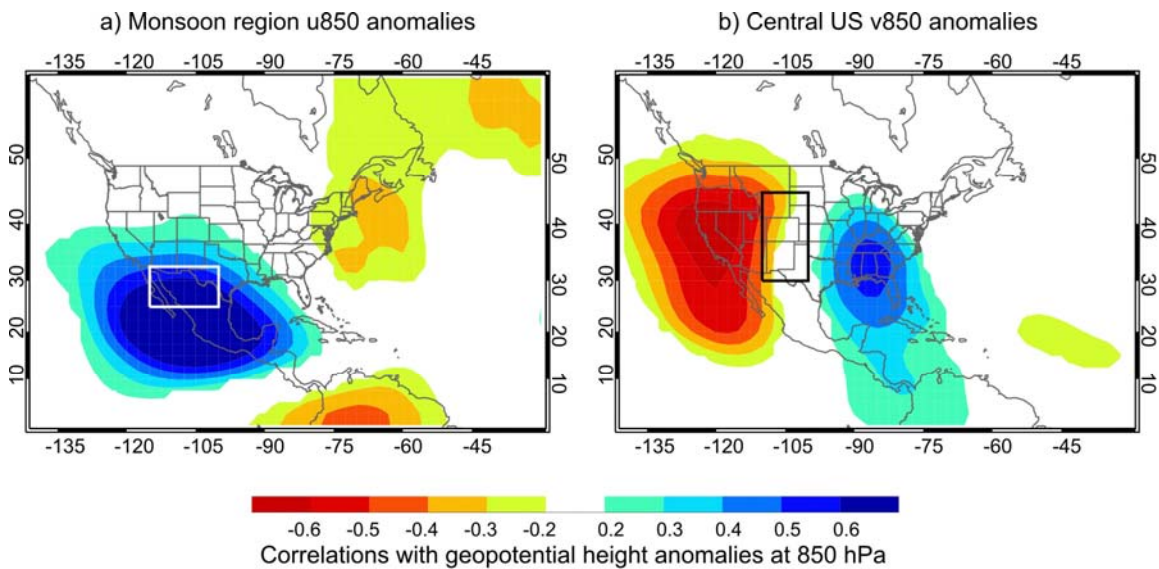 a) Monsoon region u850 anomalies
b) Central US v850 anomalies
-135 -120 -105 -90 -75 -60 -45
-135 -120 -105 -90 -75 -60 -45
50 50 50 50
40 40 40 40
30 30 30 30
20 20 20 20
10 10 10 10
-135 -120 -105 -90 -75 -60 -45
-135 -120 -105 -90 -75 -60 -45
-0.6 -0.5 -0.4 -0.3 -0.2 0.2 0.3 0.4 0.5 0.6
Correlations with geopotential height anomalies at 850 hPa